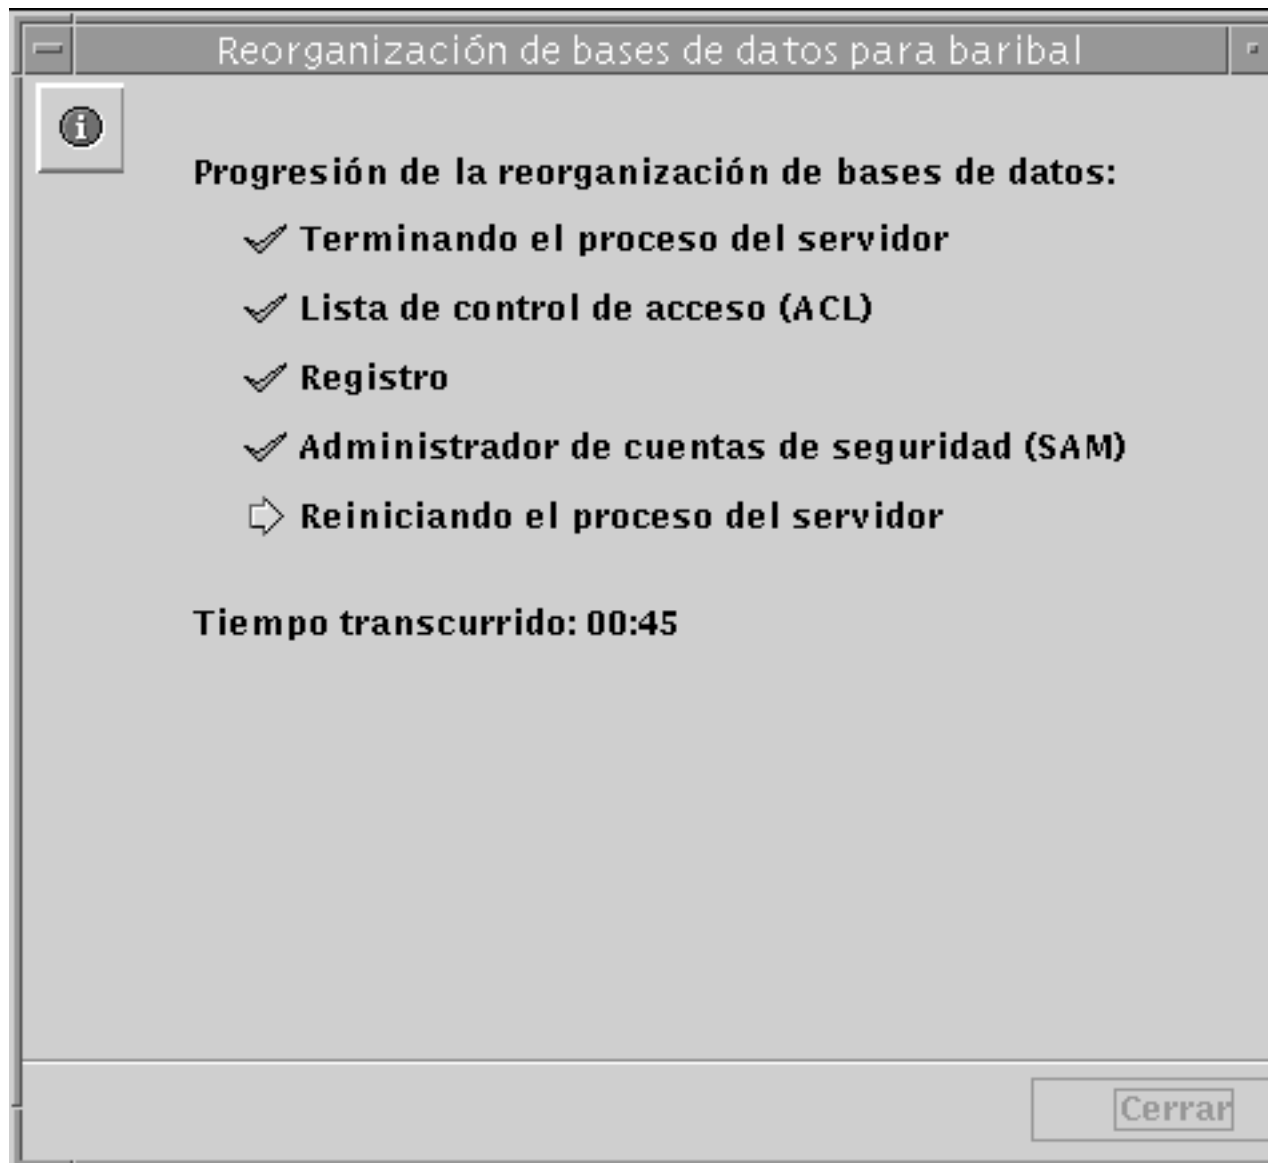 Reorganización de bases de datos para baribal
Progresión de la reorganización de bases de datos:
Terminando el proceso del servidor
Lista de control de acceso (ACL)
Registro
Administrador de cuentas de seguridad (SAM)
Reiniciando el proceso del servidor
Tiempo transcurrido: 00:45
Cerrar